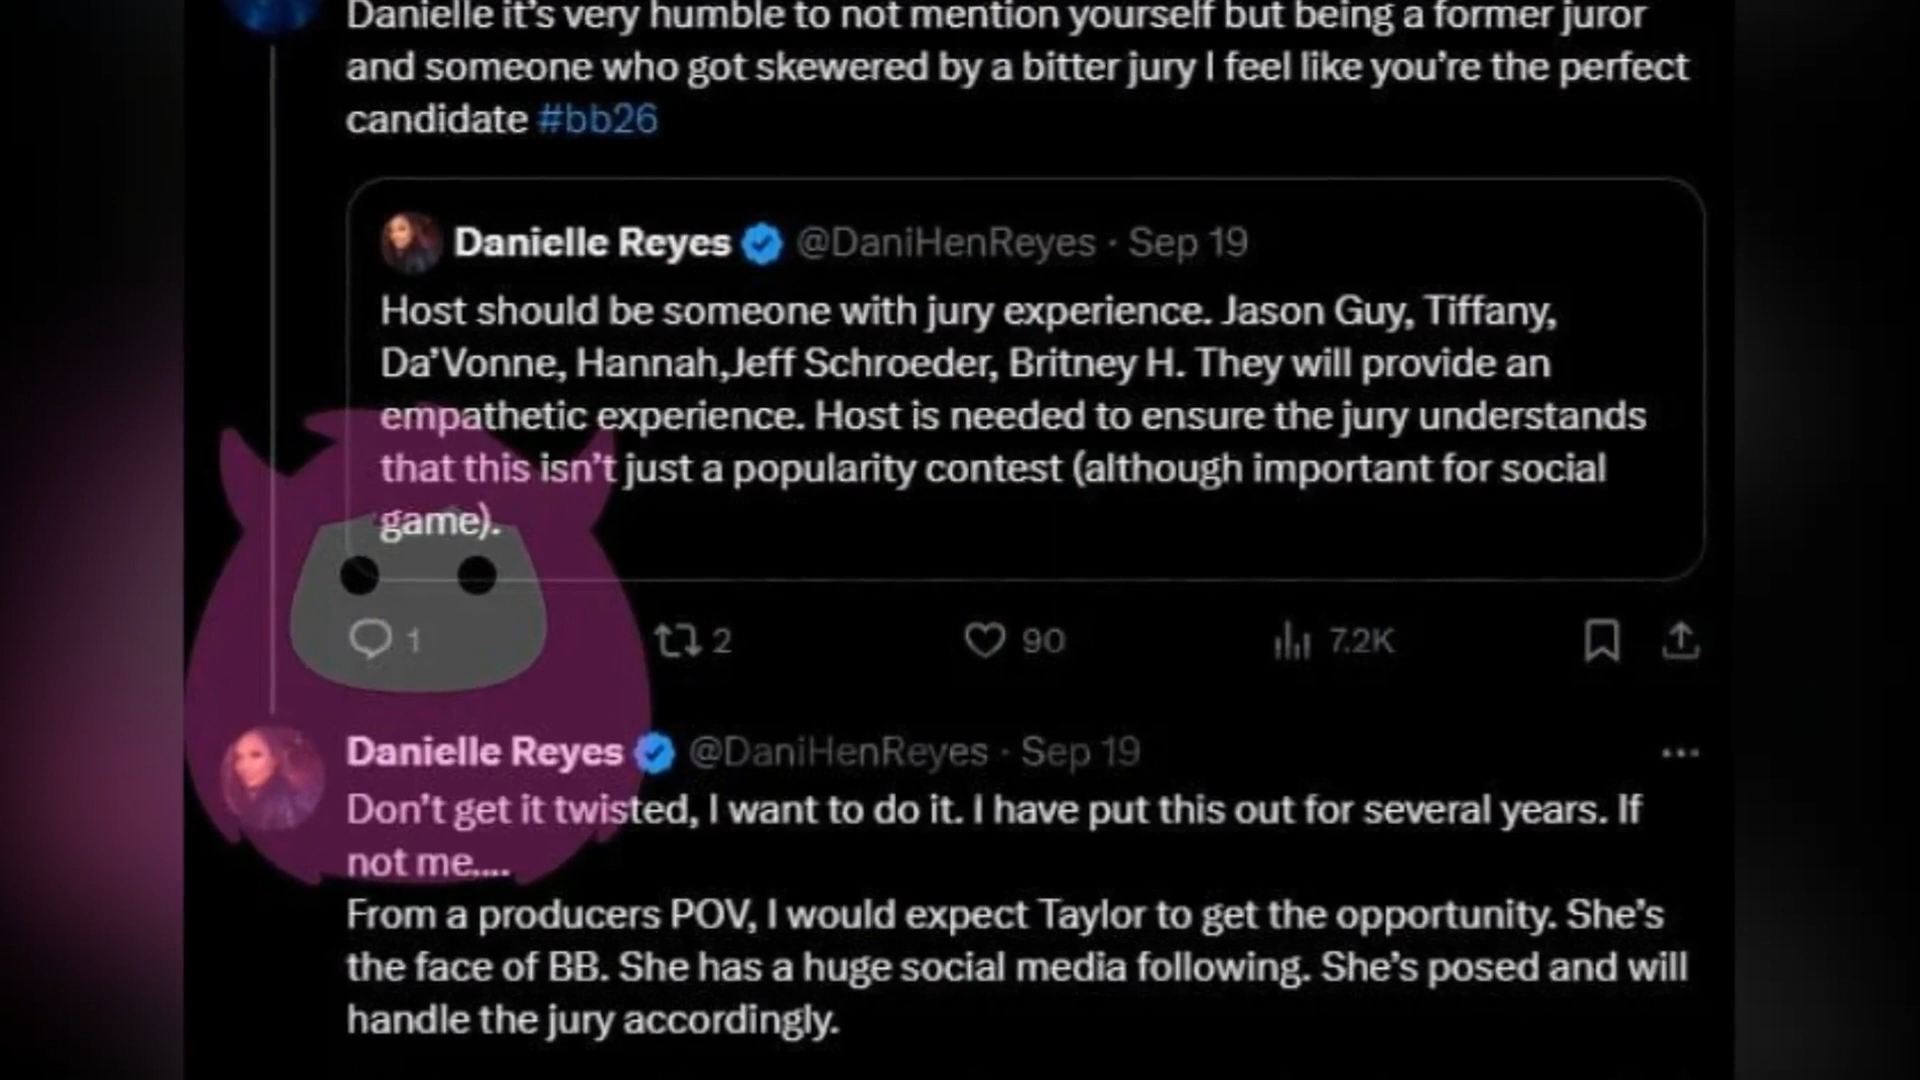 Danielle it's very humble to not mention yourself but being a former juror
and someone who got skewered by a bitter jury I feel like you're the perfect
candidate #bb26
Danielle Reyes @DaniHenReyes · Sep 19
Host should be someone with jury experience. Jason Guy, Tiffany,
Da'Vonne, Hannah,Jeff Schroeder, Britney H. They will provide an
empathetic experience. Host is needed to ensure the jury understands
that this isn't just a popularity contest (although important for social
game).
1 2 90 7.2K
Danielle Reyes @DaniHenReyes · Sep 19
Don't get it twisted, I want to do it. I have put this out for several years. If
not me....
From a producers POV, I would expect Taylor to get the opportunity. She's
the face of BB. She has a huge social media following. She's posed and will
handle the jury accordingly.